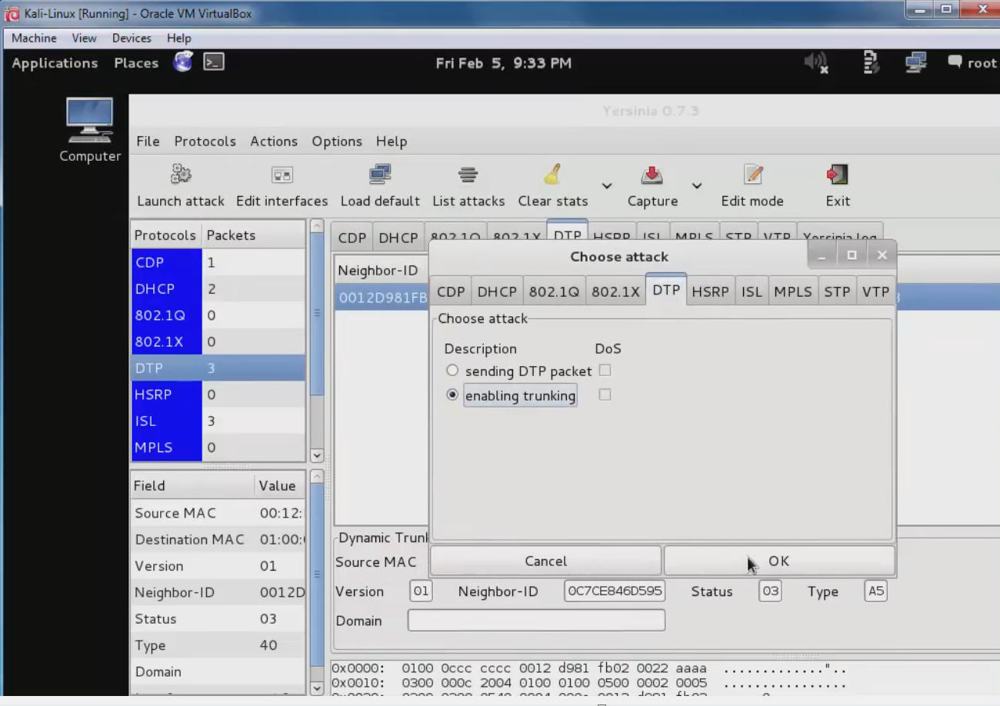 Kali-Linux [Running] - Oracle VM VirtualBox
Machine View Devices Help
Applications Places Fri Feb 5, 9:33 PM root
Computer
Yersinia 0.7.3
File Protocols Actions Options Help
Launch attack Edit interfaces Load default List attacks Clear stats Capture Edit mode Exit
Protocols Packets
CDP 1
DHCP 2
802.1Q 0
802.1X 0
DTP 3
HSRP 0
ISL 3
MPLS 0
Field Value
Source MAC 00:12:
Destination MAC 01:00:
Version 01
Neighbor-ID 0012D
Status 03
Type 40
Domain
CDP DHCP 802.1Q 802.1X DTP HSRP ISL MPLS STP VTP Yersinia log
Neighbor-ID
0012D981FB
Choose attack
CDP DHCP 802.1Q 802.1X DTP HSRP ISL MPLS STP VTP
Choose attack
Description DoS
sending DTP packet
enabling trunking
Cancel OK
Dynamic Trun
Source MAC
Version 01 Neighbor-ID 0C7CE846D595 Status 03 Type A5
Domain
0x0000: 0100 0ccc cccc 0012 d981 fb02 0022 aaaa ............."..
0x0010: 0300 000c 2004 0100 0100 0500 0002 0005 ................